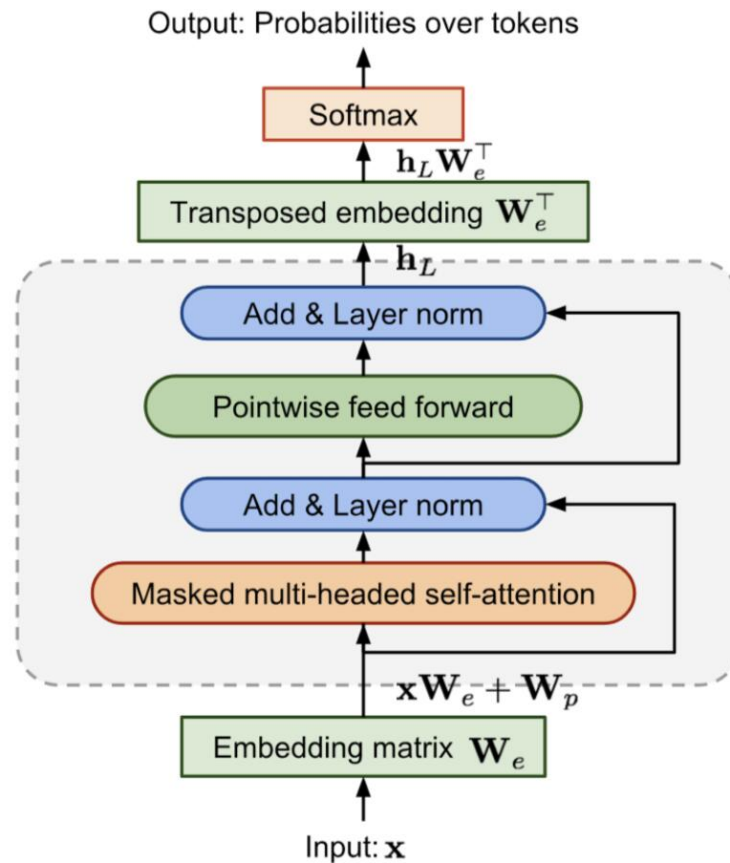 Output: Probabilities over tokens
Softmax
𝐡_L 𝐖_e^⊤
Transposed embedding 𝐖_e^⊤
𝐡_L
Add & Layer norm
Pointwise feed forward
Add & Layer norm
Masked multi-headed self-attention
𝐱𝐖_e + 𝐖_p
Embedding matrix 𝐖_e
Input: 𝐱